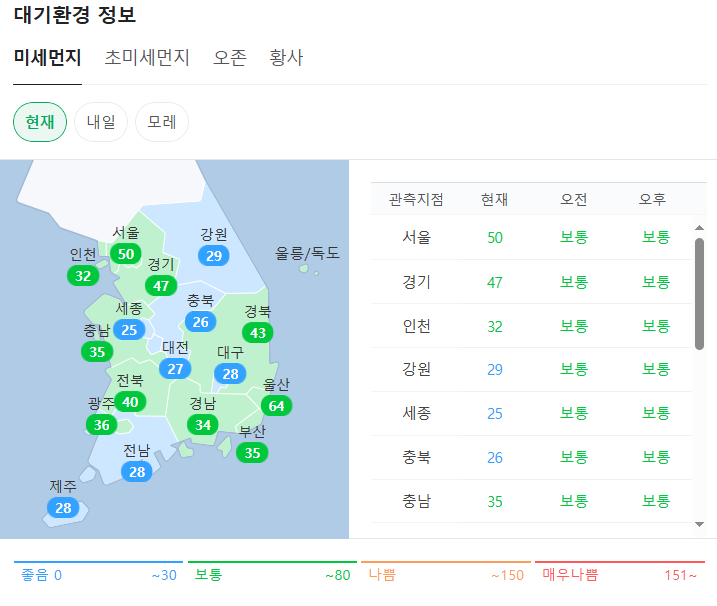 대기환경 정보
미세먼지 초미세먼지 오존 황사
현재 내일 모레
서울
50
강원
29
울릉/독도
인천
32
경기
47
세종
25
충북
26
경북
43
충남
35
대전
27
대구
28
전북
40
울산
64
광주
36
경남
34
부산
35
전남
28
제주
28
관측지점 현재 오전 오후
서울 50 보통 보통
경기 47 보통 보통
인천 32 보통 보통
강원 29 보통 보통
세종 25 보통 보통
충북 26 보통 보통
충남 35 보통 보통
좋음 0 ~30 보통 ~80 나쁨 ~150 매우나쁨 151~